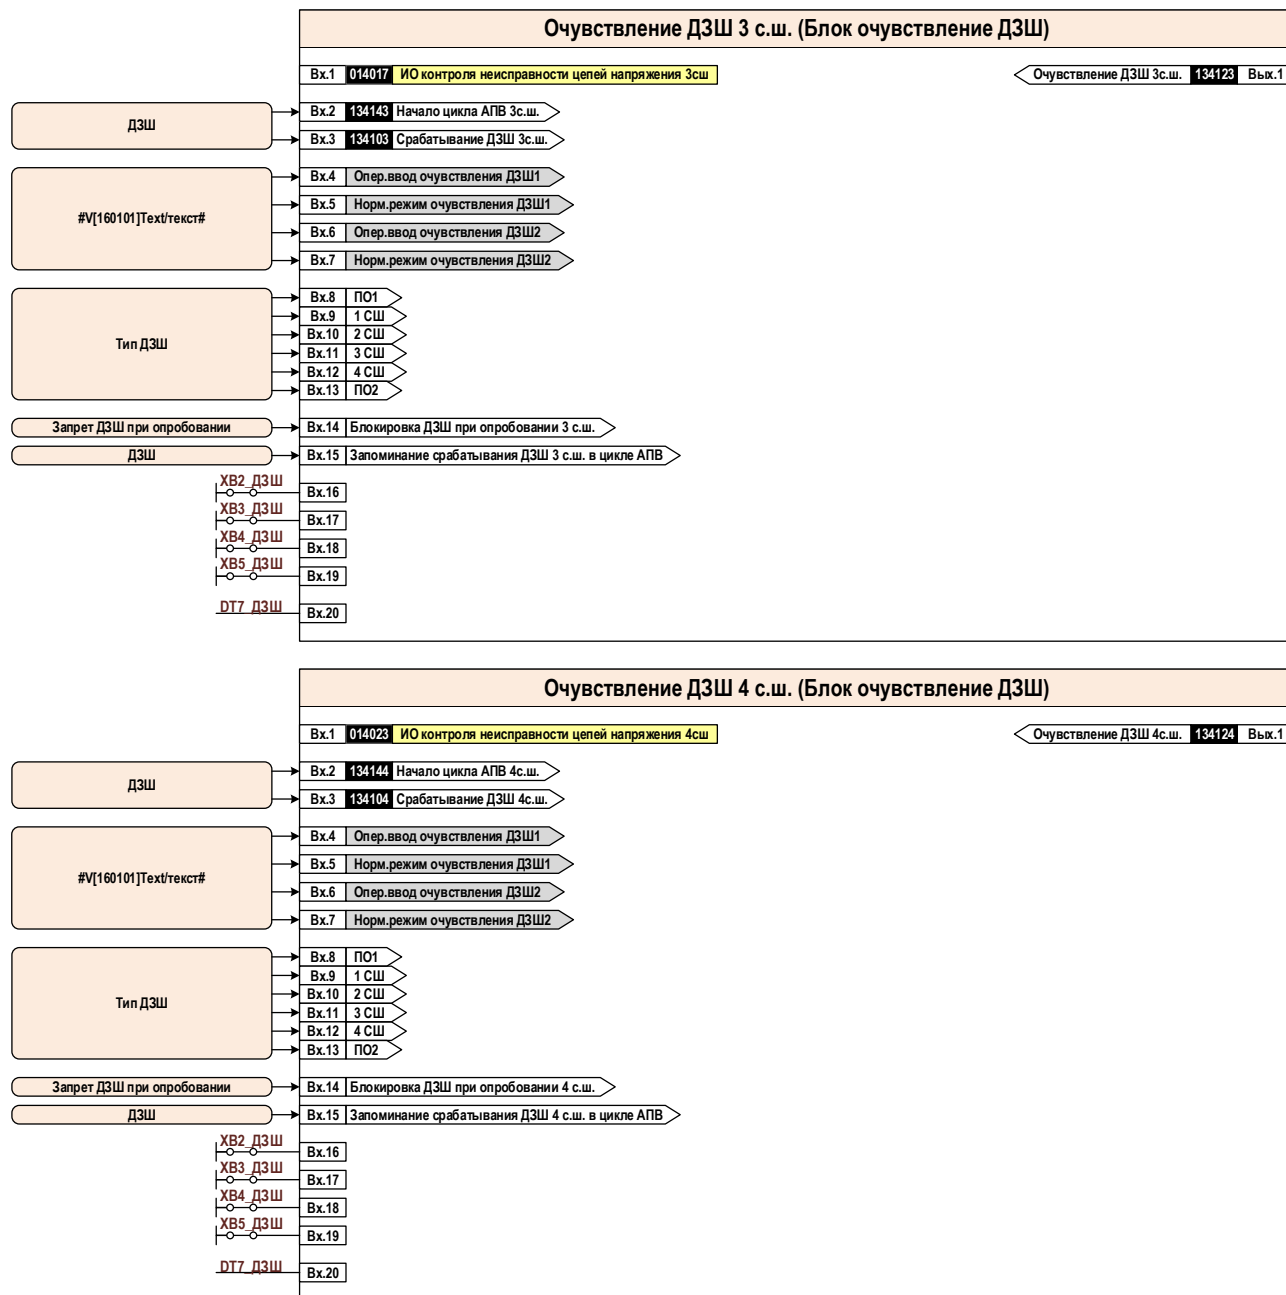 Очувствление ДЗШ 3 с.ш. (Блок очувствление ДЗШ)
Вх.1 014017 ИО контроля неисправности цепей напряжения 3сш
Очувствление ДЗШ 3с.ш. 134123 Вых.1
ДЗШ
Вх.2 134143 Начало цикла АПВ 3с.ш.
Вх.3 134103 Срабатывание ДЗШ 3с.ш.
#V[160101]Text/текст#
Вх.4 Опер.ввод очувствления ДЗШ1
Вх.5 Норм.режим очувствления ДЗШ1
Вх.6 Опер.ввод очувствления ДЗШ2
Вх.7 Норм.режим очувствления ДЗШ2
Тип ДЗШ
Вх.8 ПО1
Вх.9 1 СШ
Вх.10 2 СШ
Вх.11 3 СШ
Вх.12 4 СШ
Вх.13 ПО2
Запрет ДЗШ при опробовании
Вх.14 Блокировка ДЗШ при опробовании 3 с.ш.
ДЗШ
Вх.15 Запоминание срабатывания ДЗШ 3 с.ш. в цикле АПВ
XB2_ДЗШ Вх.16
XB3_ДЗШ Вх.17
XB4_ДЗШ Вх.18
XB5_ДЗШ Вх.19
DT7_ДЗШ Вх.20
Очувствление ДЗШ 4 с.ш. (Блок очувствление ДЗШ)
Вх.1 014023 ИО контроля неисправности цепей напряжения 4сш
Очувствление ДЗШ 4с.ш. 134124 Вых.1
ДЗШ
Вх.2 134144 Начало цикла АПВ 4с.ш.
Вх.3 134104 Срабатывание ДЗШ 4с.ш.
#V[160101]Text/текст#
Вх.4 Опер.ввод очувствления ДЗШ1
Вх.5 Норм.режим очувствления ДЗШ1
Вх.6 Опер.ввод очувствления ДЗШ2
Вх.7 Норм.режим очувствления ДЗШ2
Тип ДЗШ
Вх.8 ПО1
Вх.9 1 СШ
Вх.10 2 СШ
Вх.11 3 СШ
Вх.12 4 СШ
Вх.13 ПО2
Запрет ДЗШ при опробовании
Вх.14 Блокировка ДЗШ при опробовании 4 с.ш.
ДЗШ
Вх.15 Запоминание срабатывания ДЗШ 4 с.ш. в цикле АПВ
XB2_ДЗШ Вх.16
XB3_ДЗШ Вх.17
XB4_ДЗШ Вх.18
XB5_ДЗШ Вх.19
DT7_ДЗШ Вх.20